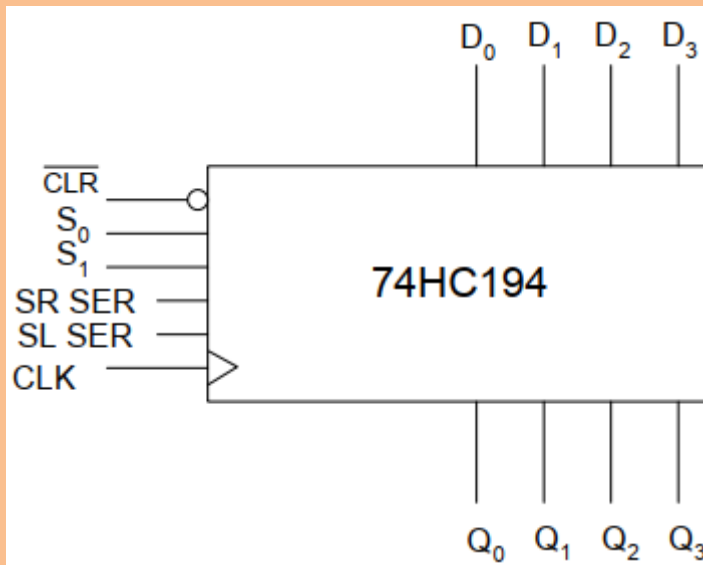 D₀ D₁ D₂ D₃
CLR
S₀
S₁
74HC194
SR SER
SL SER
CLK
Q₀ Q₁ Q₂ Q₃